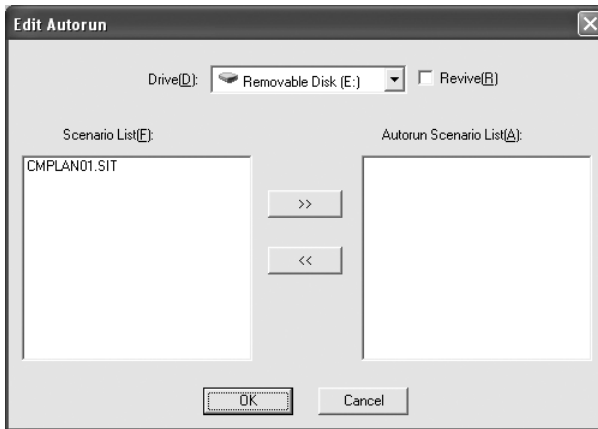 Edit Autorun
Drive(D): Removable Disk (E:) Revive(R)
Scenario List(F): Autorun Scenario List(A):
CMPLAN01.SIT
>>
<<
OK Cancel